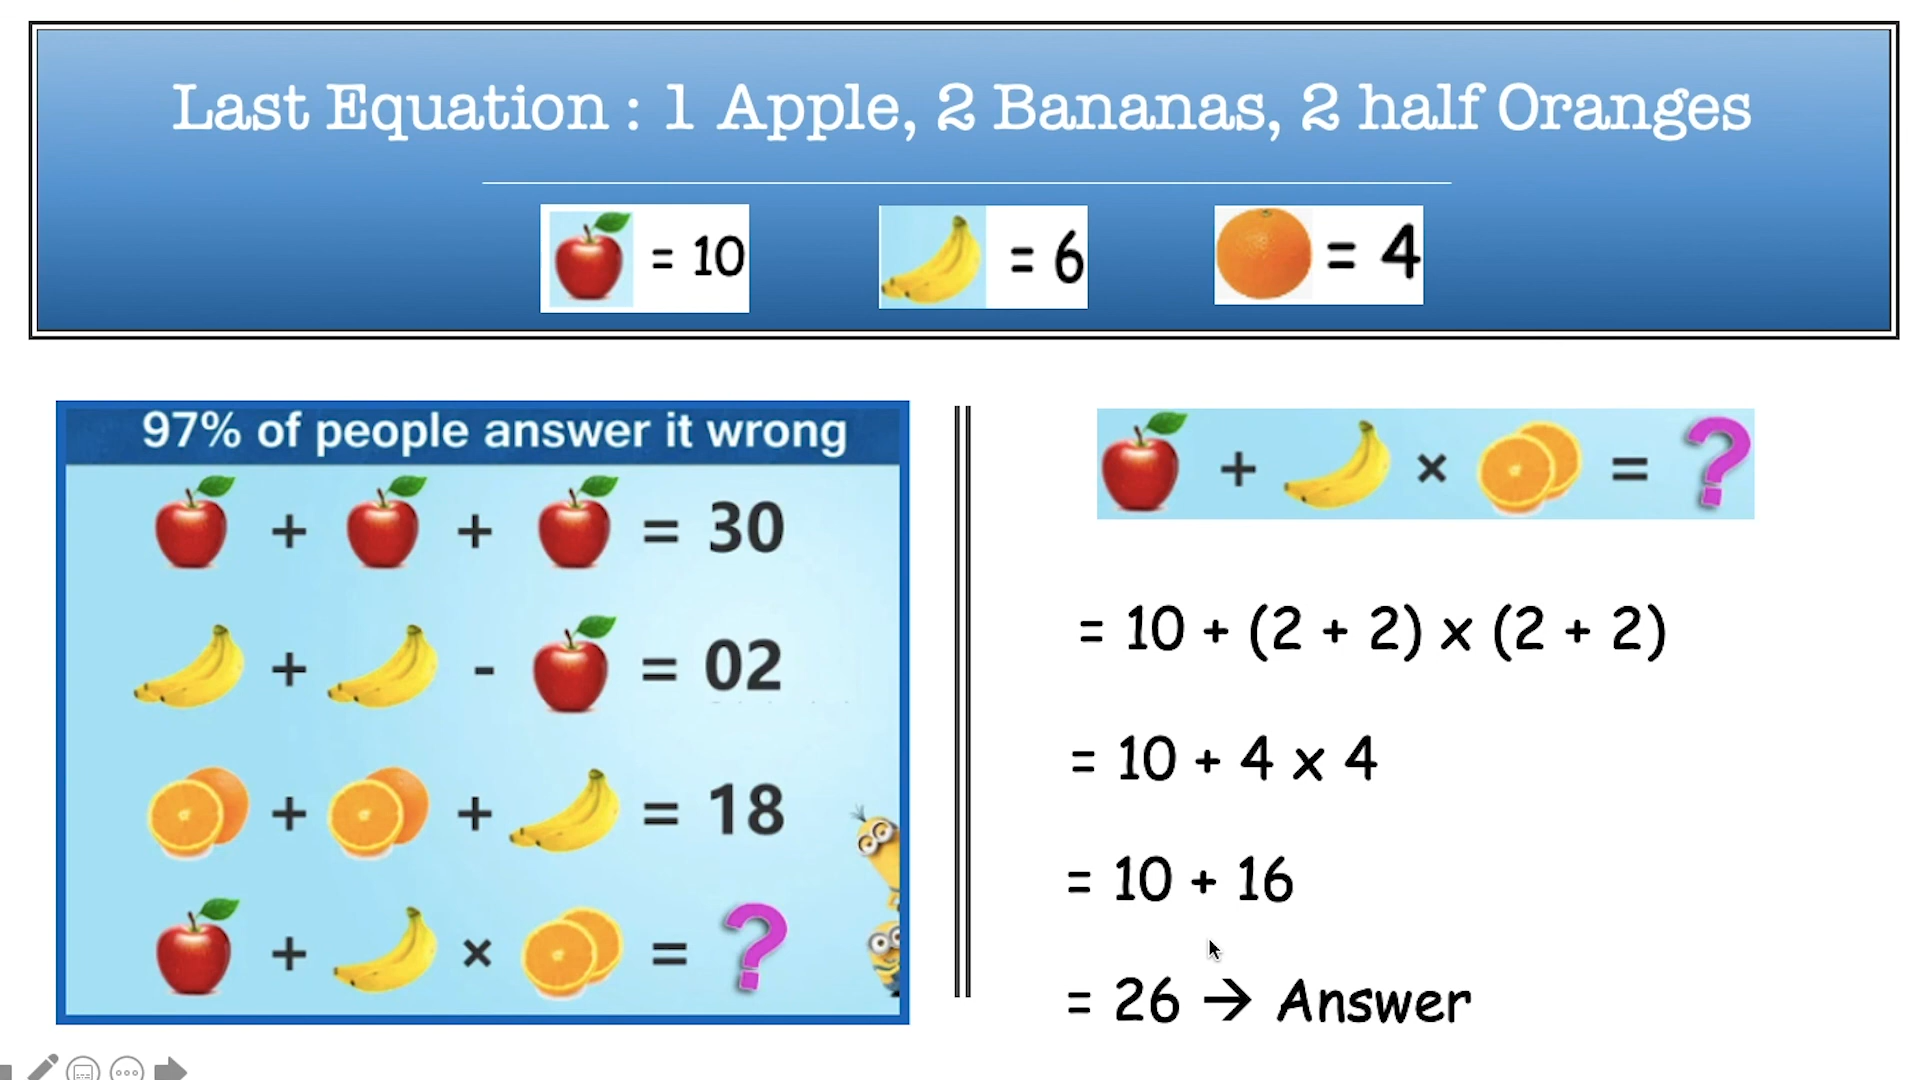 Last Equation : 1 Apple, 2 Bananas, 2 half Oranges
= 10 = 6 = 4
97% of people answer it wrong
+ + = 30
+ - = 02
+ + = 18
+ × = ?
+ × = ?
= 10 + (2 + 2) x (2 + 2)
= 10 + 4 x 4
= 10 + 16
= 26 → Answer